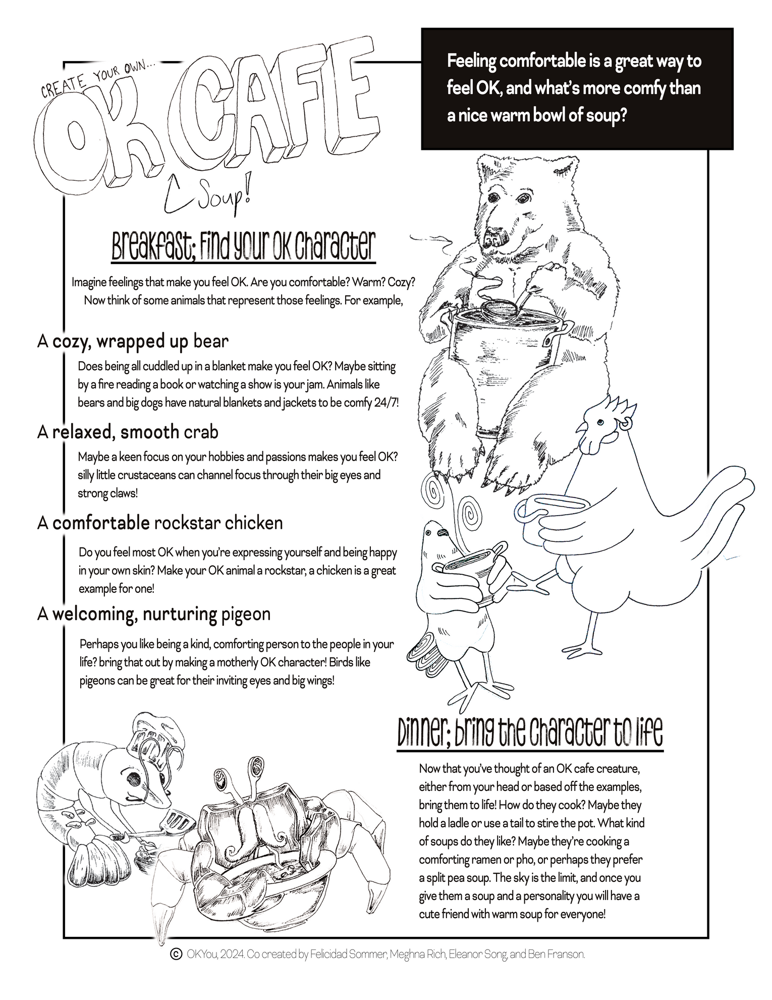 CREATE YOUR OWN...
OK CAFE
Soup!
Feeling comfortable is a great way to
feel OK, and what's more comfy than
a nice warm bowl of soup?
Breakfast; Find your OK Character
Imagine feelings that make you feel OK. Are you comfortable? Warm? Cozy?
Now think of some animals that represent those feelings. For example,
A cozy, wrapped up bear
Does being all cuddled up in a blanket make you feel OK? Maybe sitting
by a fire reading a book or watching a show is your jam. Animals like
bears and big dogs have natural blankets and jackets to be comfy 24/7!
A relaxed, smooth crab
Maybe a keen focus on your hobbies and passions makes you feel OK?
silly little crustaceans can channel focus through their big eyes and
strong claws!
A comfortable rockstar chicken
Do you feel most OK when you're expressing yourself and being happy
in your own skin? Make your OK animal a rockstar, a chicken is a great
example for one!
A welcoming, nurturing pigeon
Perhaps you like being a kind, comforting person to the people in your
life? bring that out by making a motherly OK character! Birds like
pigeons can be great for their inviting eyes and big wings!
Dinner; bring the Character to life
Now that you've thought of an OK cafe creature,
either from your head or based off the examples,
bring them to life! How do they cook? Maybe they
hold a ladle or use a tail to stire the pot. What kind
of soups do they like? Maybe they're cooking a
comforting ramen or pho, or perhaps they prefer
a split pea soup. The sky is the limit, and once you
give them a soup and a personality you will have a
cute friend with warm soup for everyone!
© OKYou, 2024. Co created by Felicidad Sommer, Meghna Rich, Eleanor Song, and Ben Franson.